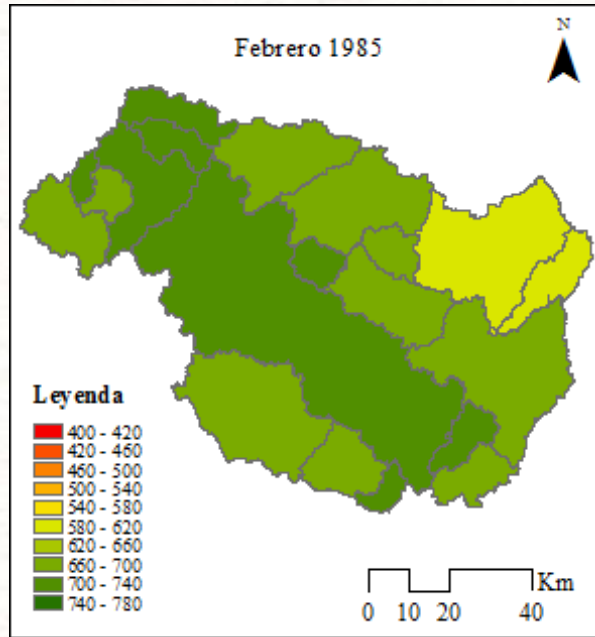 Febrero 1985
N
Leyenda
400 - 420
420 - 460
460 - 500
500 - 540
540 - 580
580 - 620
620 - 660
660 - 700
700 - 740
740 - 780
Km
0 10 20 40